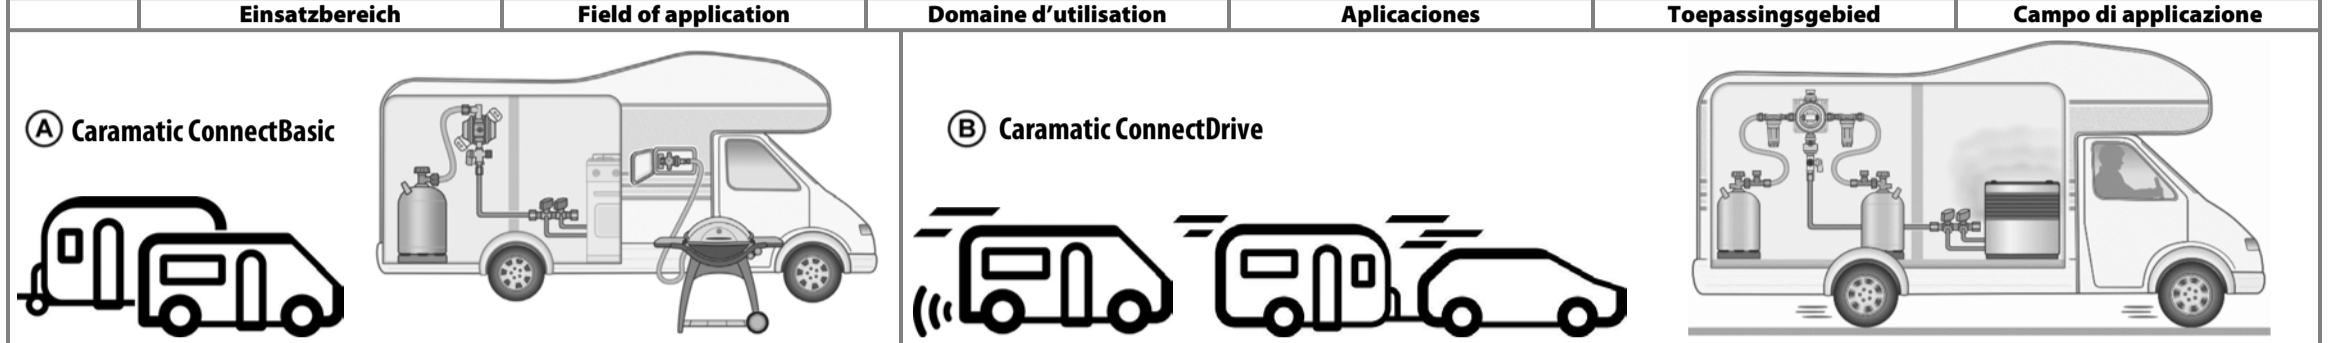 Einsatzbereich Field of application Domaine d’utilisation Aplicaciones Toepassingsgebied Campo di applicazione
A Caramatic ConnectBasic
B Caramatic ConnectDrive